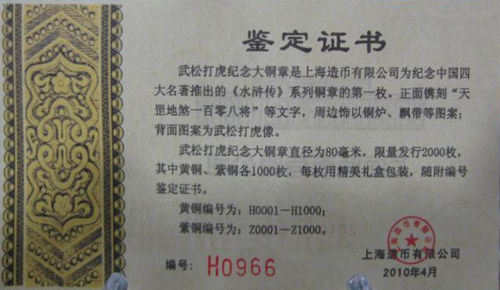 鉴定证书
武松打虎纪念大铜章是上海造币有限公司为纪念中国四
大名著推出的《水浒传》系列铜章的第一枚。正面镌刻“天
罡地煞一百零八将”等文字，周边饰以铜炉、飘带等图案；
背面图案为武松打虎像。
武松打虎纪念大铜章直径为80毫米，限量发行2000枚，
其中黄铜、紫铜各1000枚，每枚用精美礼盒包装，随附编号
鉴定证书。
黄铜编号为：H0001-H1000；
紫铜编号为：Z0001-Z1000。
编号：H0966
上海造币有限公司
2010年4月